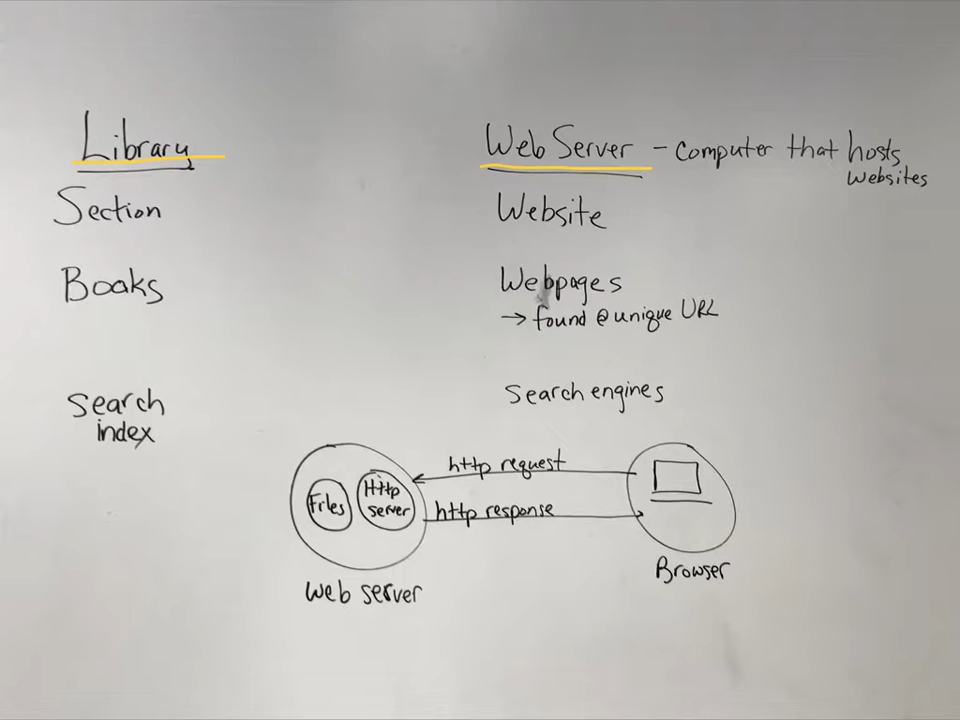 Library
Web Server - computer that hosts
websites
Section
Website
Books
Webpages
→ found @ unique URL
Search
index
Search engines
http request
Files
Http
server
http response
Web server
Browser